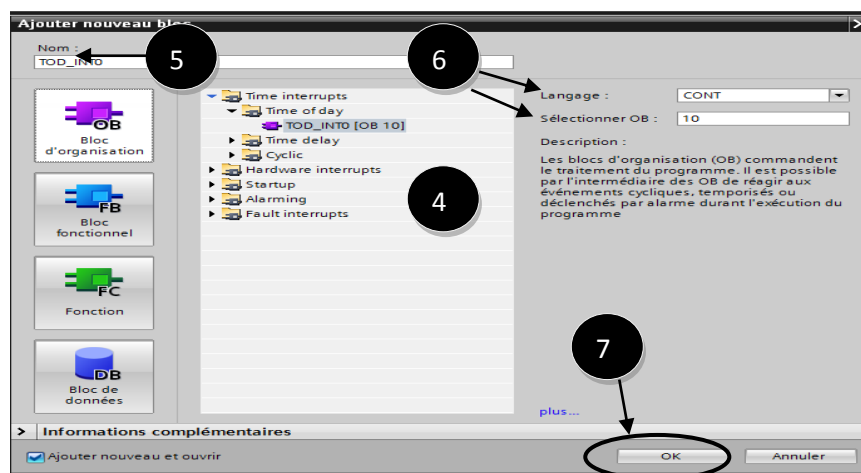 Ajouter nouveau bloc
Nom :
TOD_INT0
5
6
OB
Bloc
d'organisation
FB
Bloc
fonctionnel
FC
Fonction
DB
Bloc de
données
Time interrupts
Time of day
TOD_INT0 [OB 10]
Time delay
Cyclic
Hardware interrupts
Startup
Alarming
Fault interrupts
4
Langage :
CONT
Sélectionner OB :
10
Description :
Les blocs d'organisation (OB) commandent
le traitement du programme. Il est possible
par l'intermédiaire des OB de réagir aux
événements cycliques, temporisés ou
déclenchés par alarme durant l'exécution du
programme
7
plus...
> Informations complémentaires
Ajouter nouveau et ouvrir
OK
Annuler